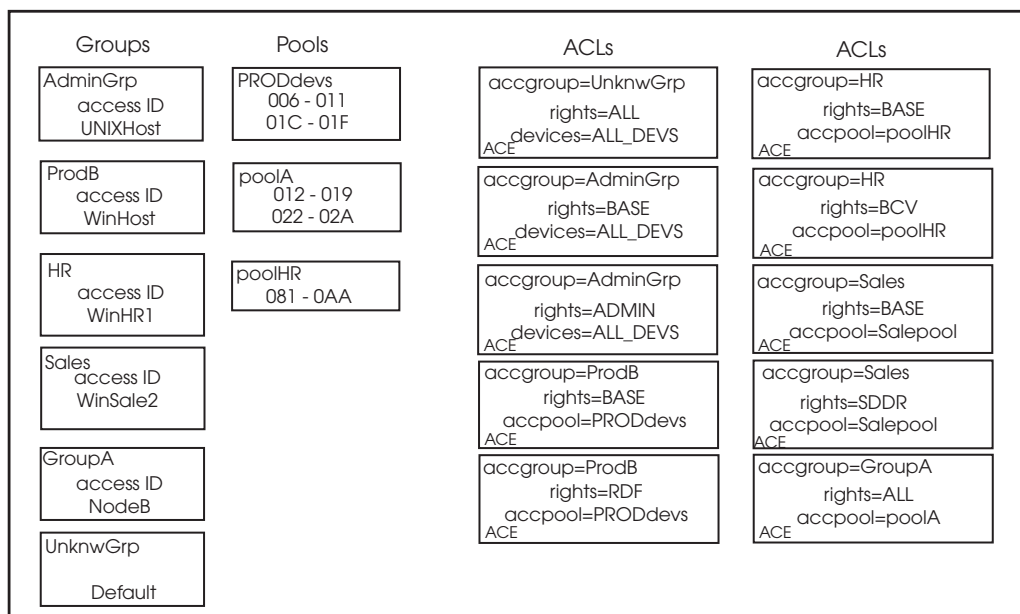 Groups
AdminGrp
access ID
UNIXHost
ProdB
access ID
WinHost
HR
access ID
WinHR1
Sales
access ID
WinSale2
GroupA
access ID
NodeB
UnknwGrp
Default
Pools
PRODdevs
006 - 011
01C - 01F
poolA
012 - 019
022 - 02A
poolHR
081 - 0AA
ACLs
accgroup=UnknwGrp
rights=ALL
devices=ALL_DEVS
ACE
accgroup=AdminGrp
rights=BASE
devices=ALL_DEVS
ACE
accgroup=AdminGrp
rights=ADMIN
devices=ALL_DEVS
ACE
accgroup=ProdB
rights=BASE
accpool=PRODdevs
ACE
accgroup=ProdB
rights=RDF
accpool=PRODdevs
ACE
ACLs
accgroup=HR
rights=BASE
accpool=poolHR
ACE
accgroup=HR
rights=BCV
accpool=poolHR
ACE
accgroup=Sales
rights=BASE
accpool=Salepool
ACE
accgroup=Sales
rights=SDDR
accpool=Salepool
ACE
accgroup=GroupA
rights=ALL
accpool=poolA
ACE